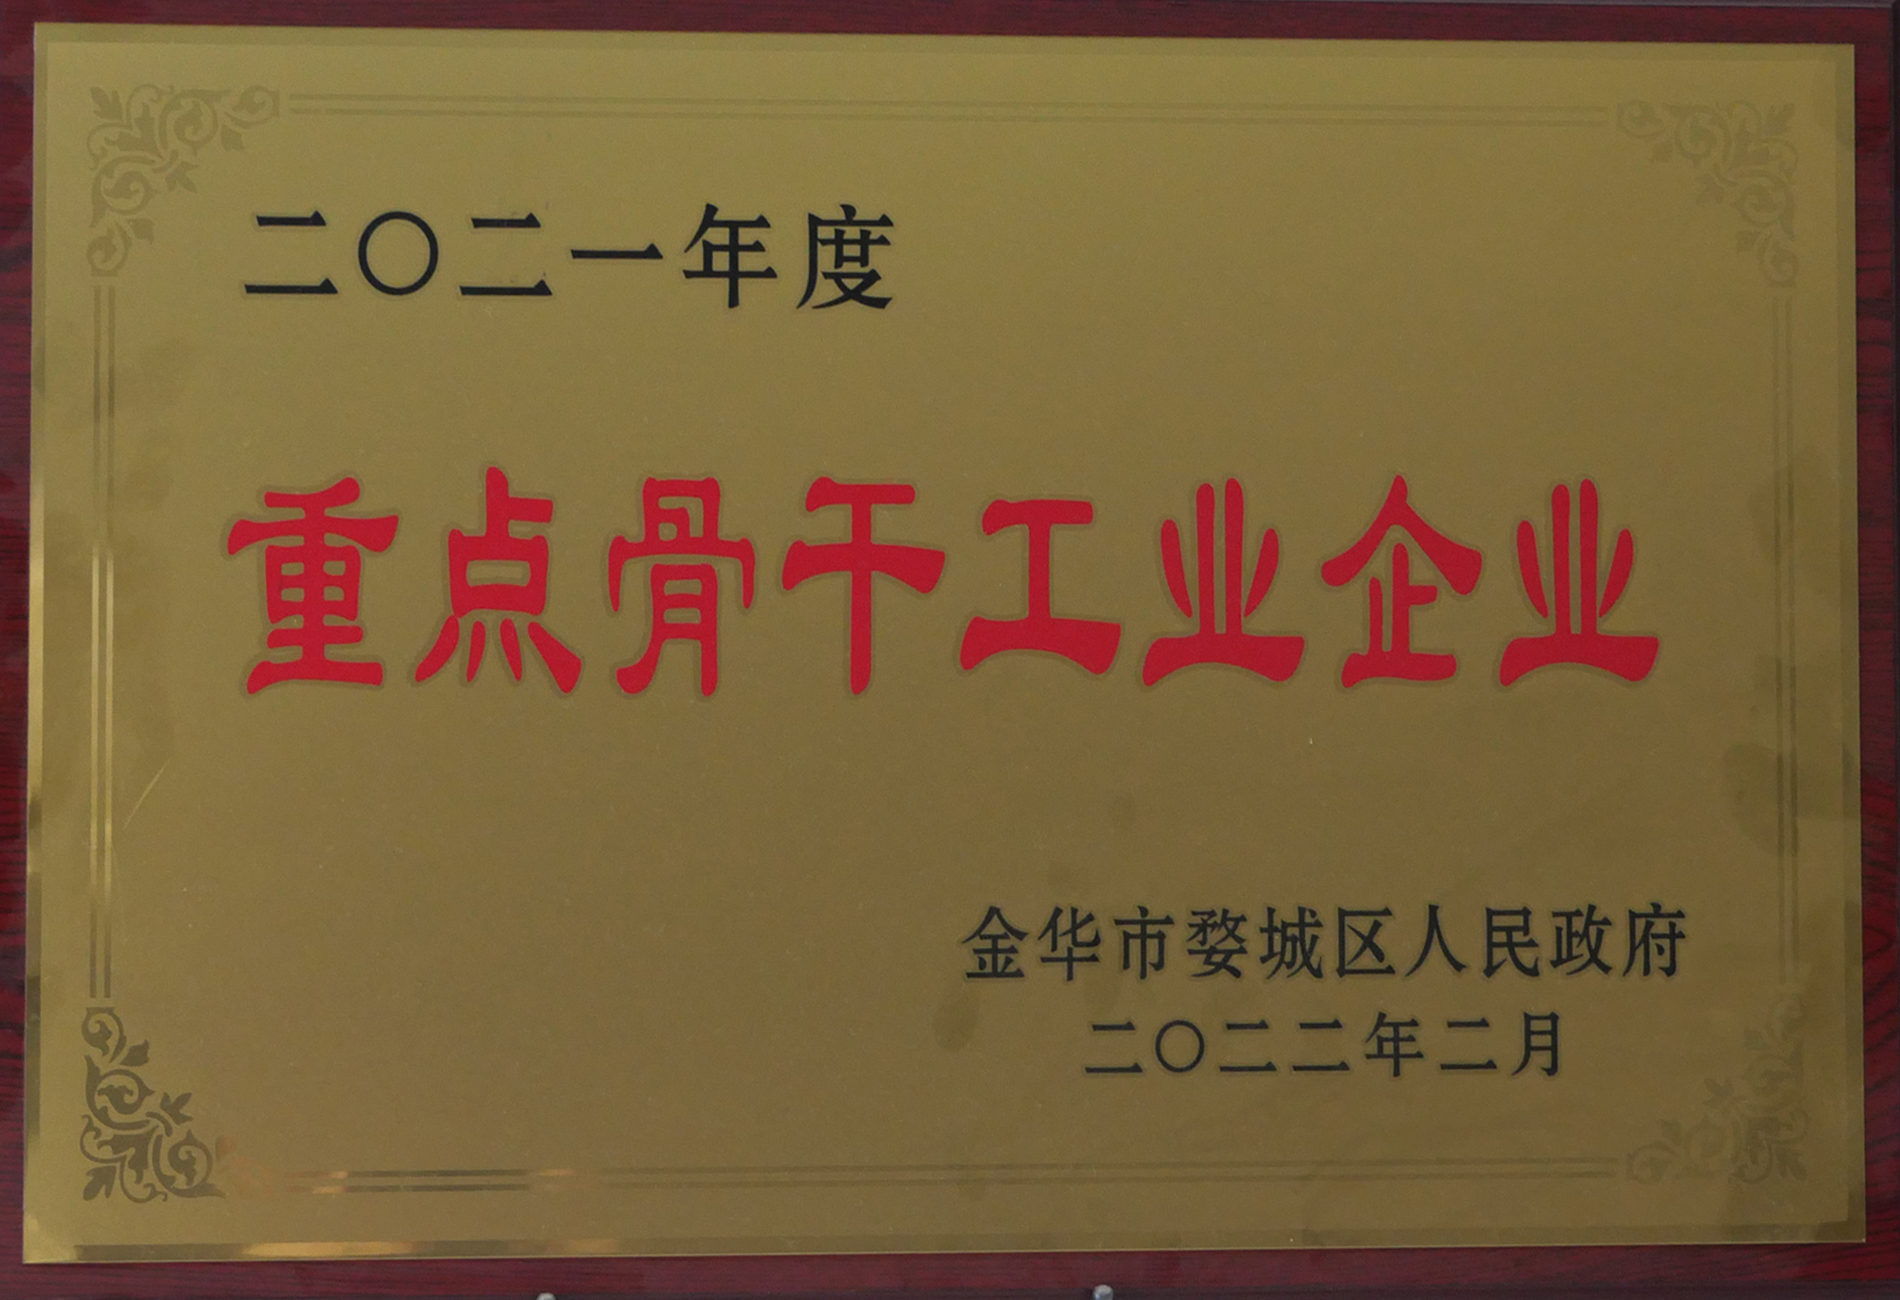 二〇二一年度
重点骨干工业企业
金华市婺城区人民政府
二〇二二年二月